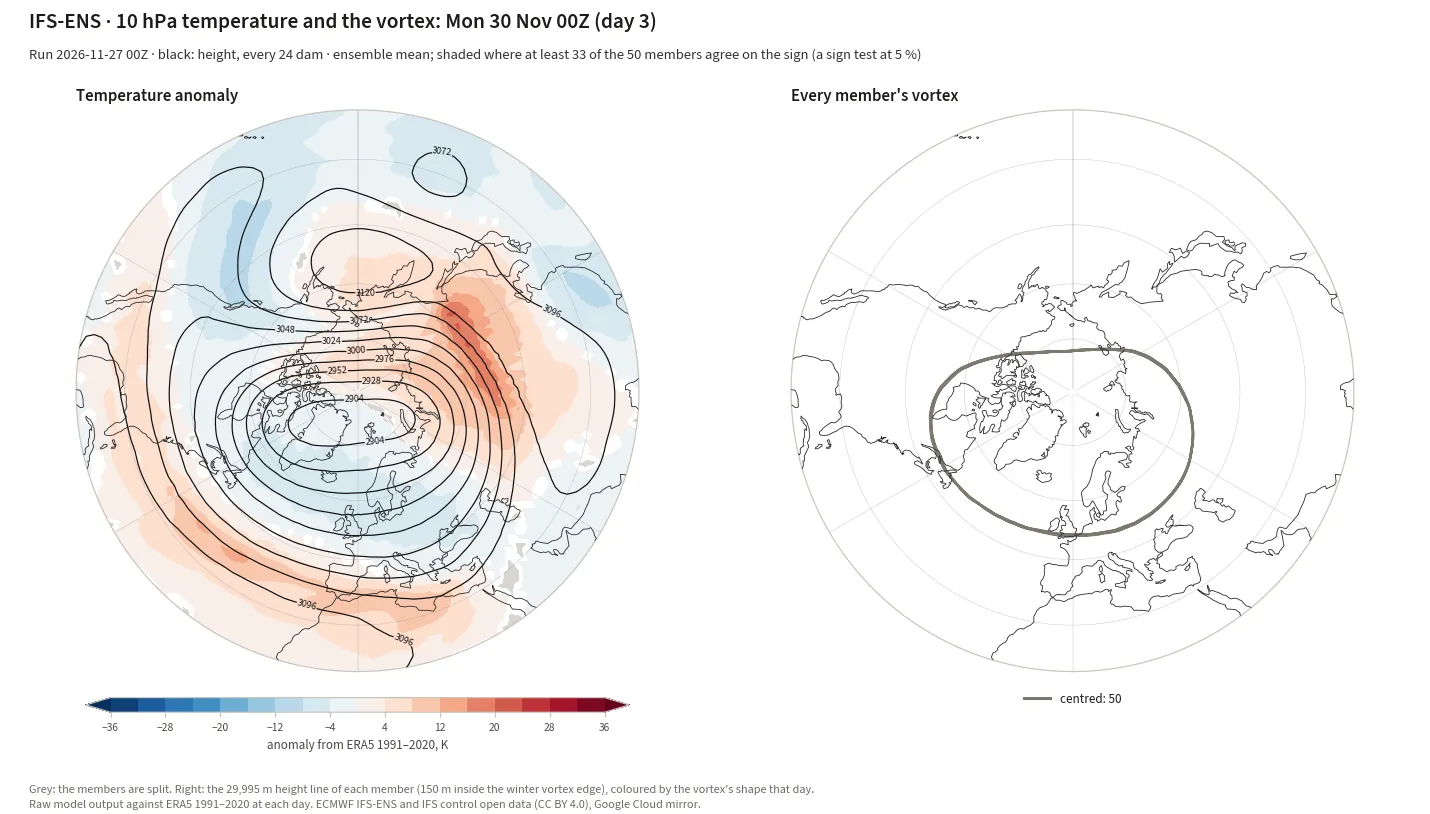 IFS-ENS · 10 hPa temperature and the vortex: Mon 30 Nov 00Z (day 3)
Run 2026-11-27 00Z · black: height, every 24 dam · ensemble mean; shaded where at least 33 of the 50 members agree on the sign (a sign test at 5 %)
Temperature anomaly
Every member's vortex
3072
3120
3096
3072
3048
3024
3000
2976
2952
2928
2904
2904
3096
3096
centred: 50
−36 −28 −20 −12 −4 4 12 20 28 36
anomaly from ERA5 1991–2020, K
Grey: the members are split. Right: the 29,995 m height line of each member (150 m inside the winter vortex edge), coloured by the vortex's shape that day.
Raw model output against ERA5 1991–2020 at each day. ECMWF IFS-ENS and IFS control open data (CC BY 4.0), Google Cloud mirror.